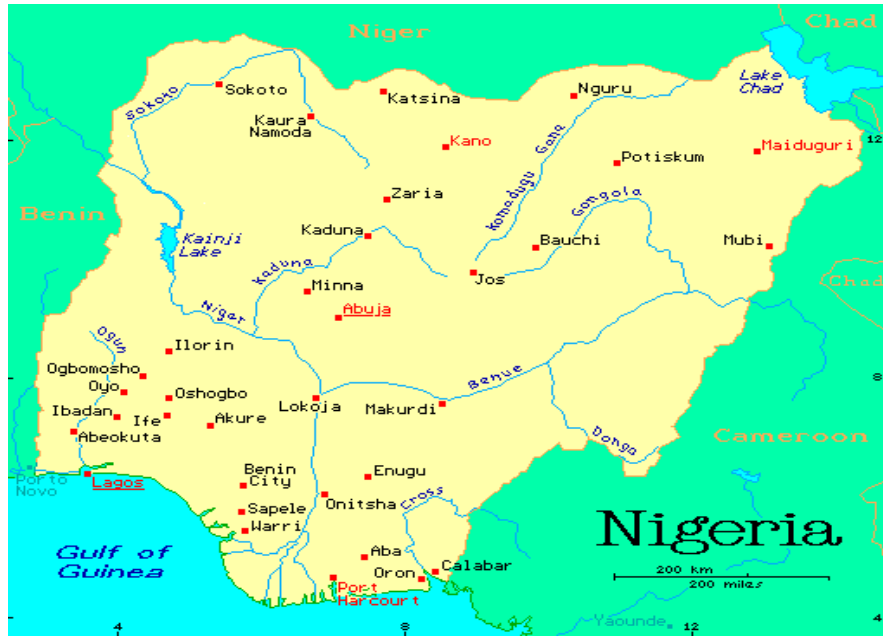 Niger
Chad
Lake
Chad
Sokoto
Sokoto
Katsina
Nguru
Kaura
Namoda
Kano
Maiduguri
12
Potiskum
Komadugu Gana
Gongola
Zaria
Benin
Kainji
Lake
Kaduna
Kaduna
Bauchi
Mubi
Jos
Chad
Minna
Abuja
Niger
Ogun
Ilorin
Ogbomosho
Oyo
Oshogbo
Benue
8
Ibadan
Ife
Lokoja
Makurdi
Akure
Abeokuta
Donga
Cameroon
Porto
Novo
Lagos
Benin
City
Enugu
Onitsha
Cross
Sapele
Warri
Nigeria
Gulf of
Guinea
Aba
Oron
Calabar
200 km
200 miles
Port
Harcourt
Yaounde
4
8
12
4